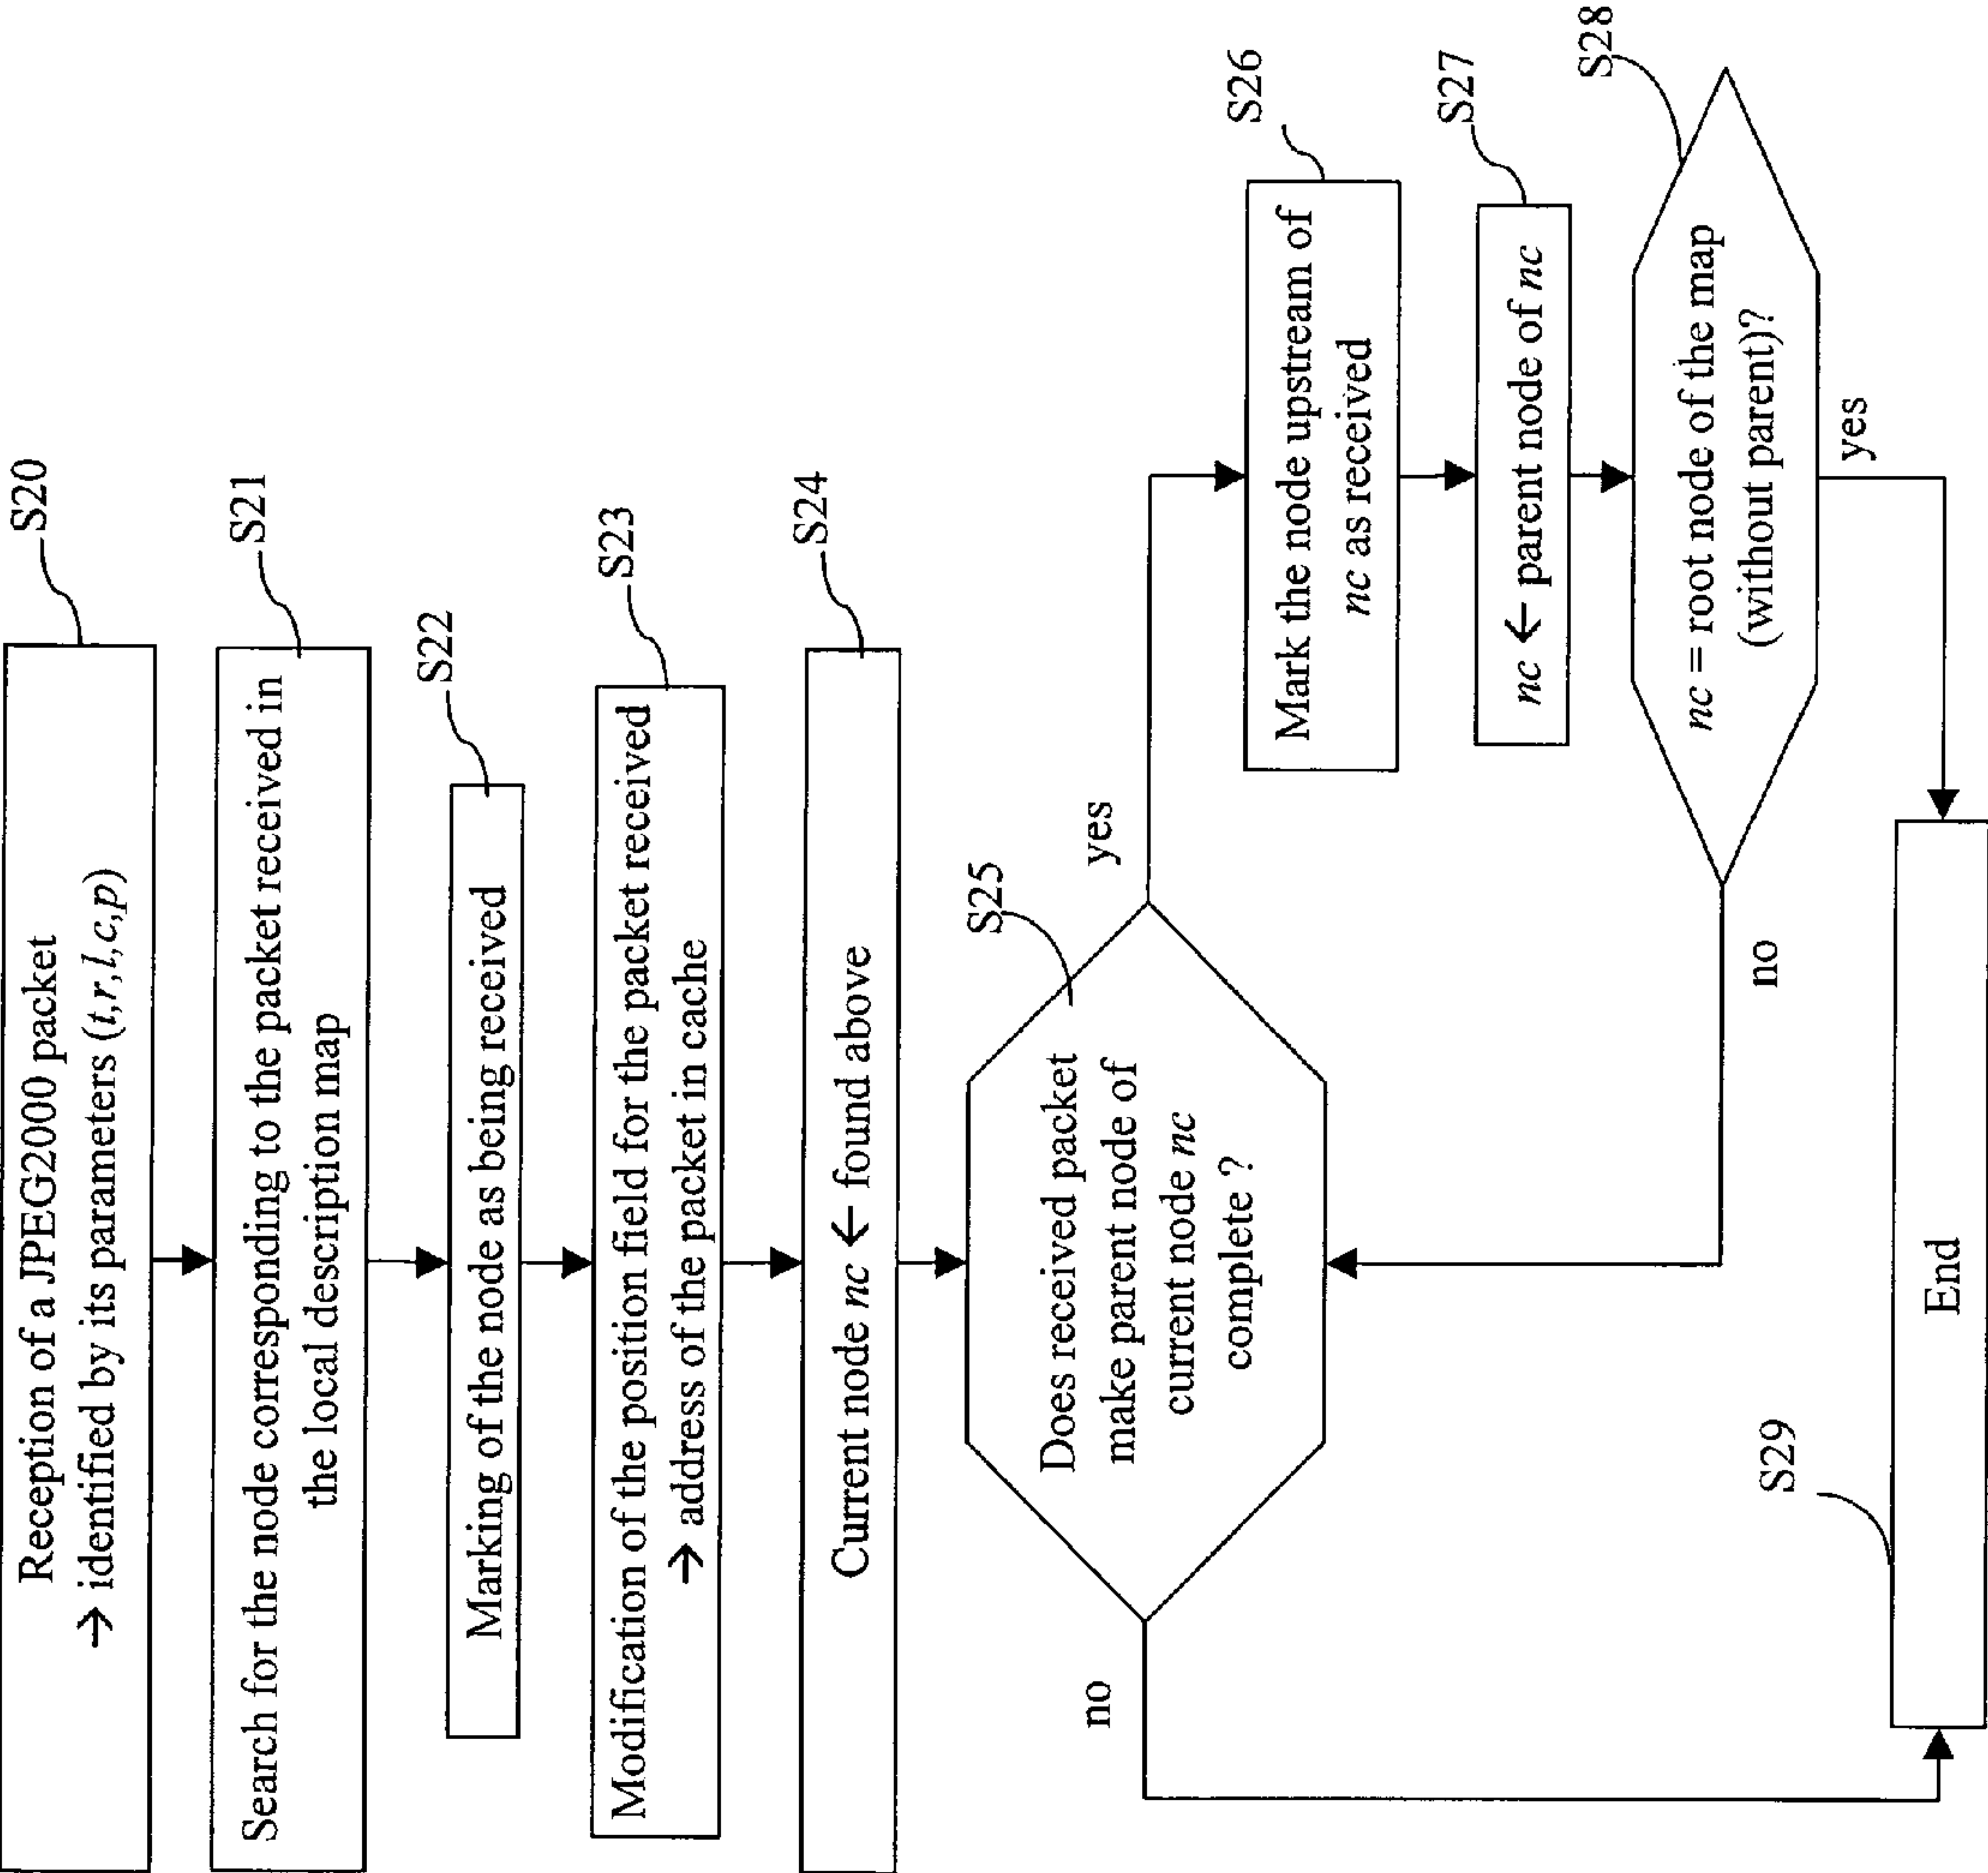 Reception of a JPEG2000 packet
→ identified by its parameters (t,r,l,c,p)
S20
Search for the node corresponding to the packet received in
the local description map
S21
Marking of the node as being received
S22
Modification of the position field for the packet received
→ address of the packet in cache
S23
Current node nc ← found above
S24
Does received packet
make parent node of
current node nc
complete ?
S25
yes
no
Mark the node upstream of
nc as received
S26
nc ← parent node of nc
S27
nc = root node of the map
(without parent)?
S28
no
yes
End
S29